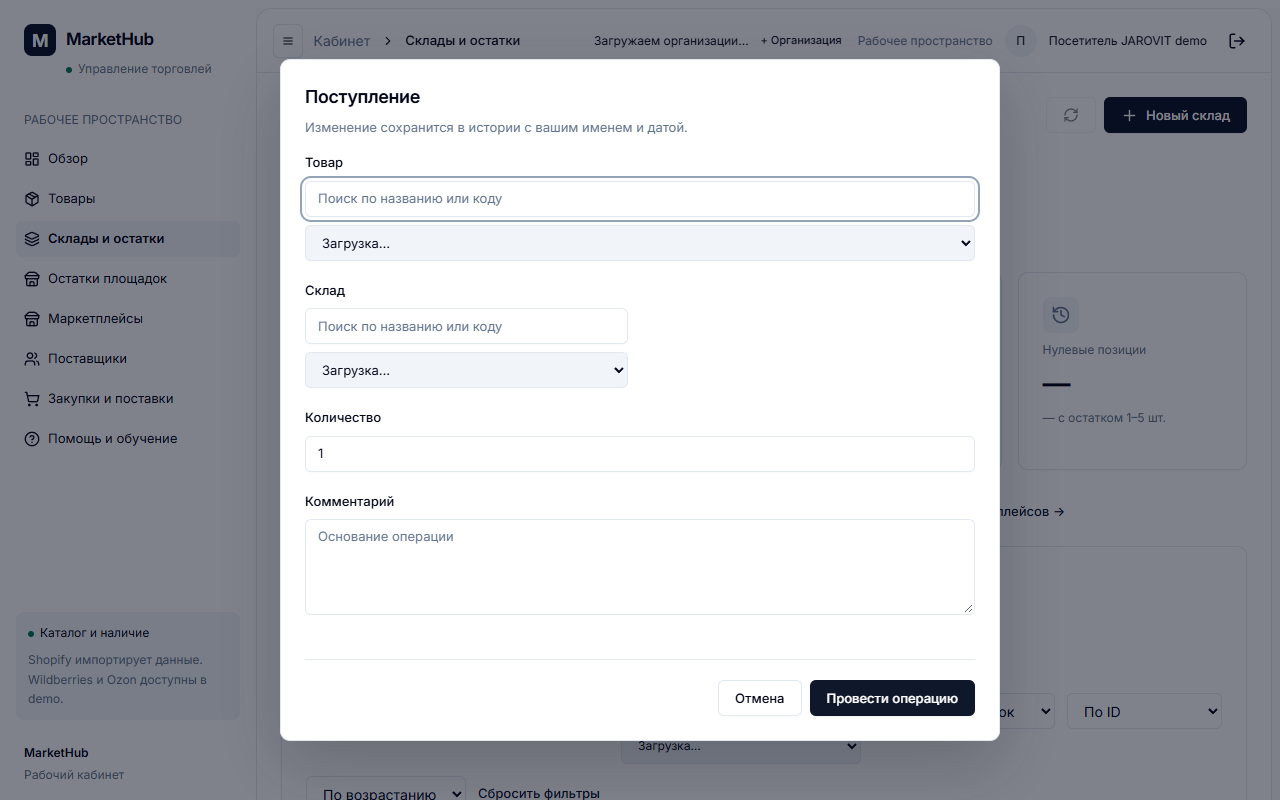 M MarketHub
Управление торговлей
РАБОЧЕЕ ПРОСТРАНСТВО
Обзор
Товары
Склады и остатки
Остатки площадок
Маркетплейсы
Поставщики
Закупки и поставки
Помощь и обучение
Каталог и наличие
Shopify импортирует данные.
Wildberries и Ozon доступны в
demo.
MarketHub
Рабочий кабинет
Кабинет > Склады и остатки
Загружаем организации...
+ Организация
Рабочее пространство
П
Посетитель JAROVIT demo
+ Новый склад
Поступление
Изменение сохранится в истории с вашим именем и датой.
Товар
Поиск по названию или коду
Загрузка...
Склад
Поиск по названию или коду
Загрузка...
Количество
1
Комментарий
Основание операции
Отмена
Провести операцию
Нулевые позиции
—
— с остатком 1–5 шт.
плейсов →
ок
По ID
Загрузка...
По возрастанию
Сбросить фильтры